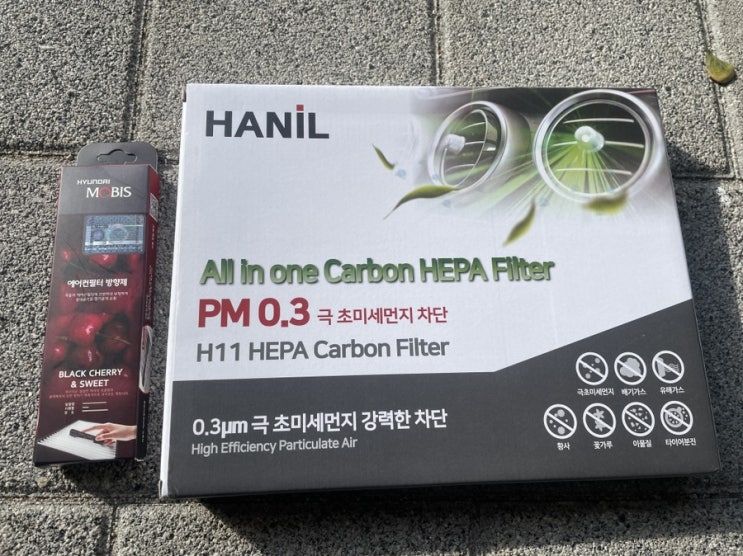 HYUNDAI
MOBIS
에어컨필터 방향제
BLACK CHERRY
& SWEET
HANiL
All in one Carbon HEPA Filter
PM 0.3 극 초미세먼지 차단
H11 HEPA Carbon Filter
0.3μm 극 초미세먼지 강력한 차단
High Efficiency Particulate Air
극초미세먼지 배기가스 유해가스
황사 꽃가루 이물질 타이어분진